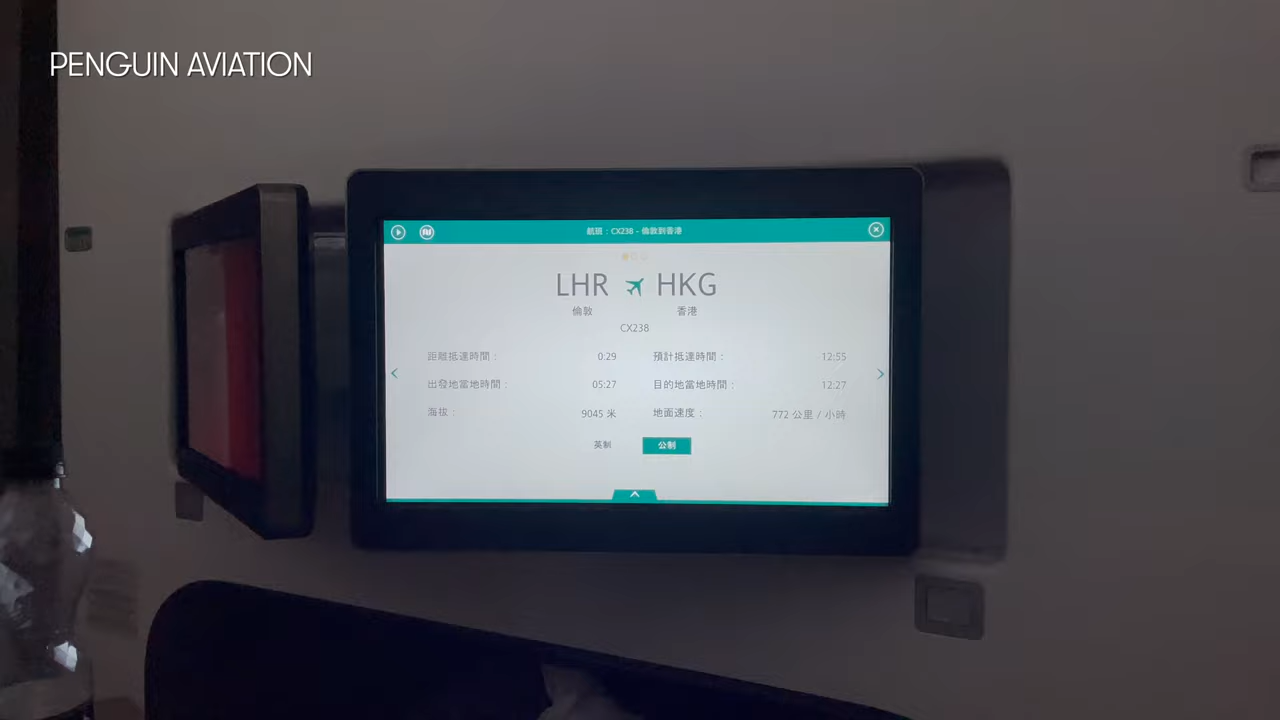 PENGUIN AVIATION
航班：CX238 - 倫敦到香港
LHR HKG
倫敦 香港
CX238
距離抵達時間： 0:29 預計抵達時間： 12:55
出發地當地時間： 05:27 目的地當地時間： 12:27
海拔： 9045 米 地面速度： 772 公里 / 小時
英制 公制